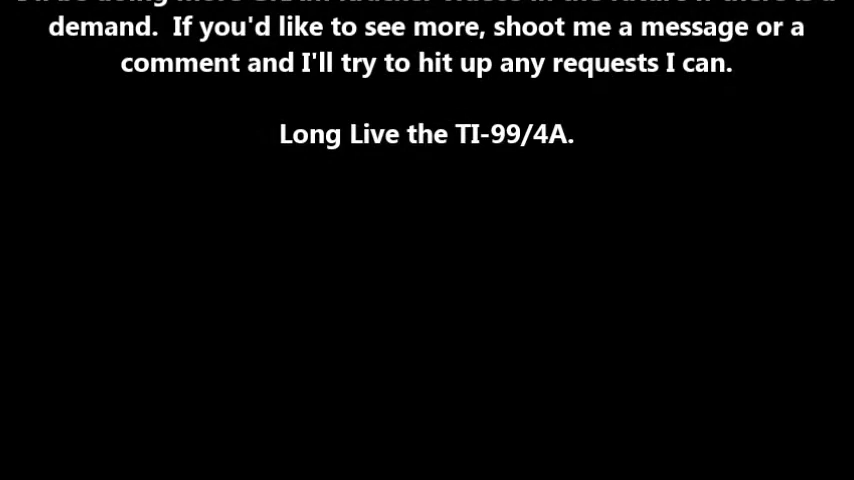 demand.  If you'd like to see more, shoot me a message or a
comment and I'll try to hit up any requests I can.
Long Live the TI-99/4A.